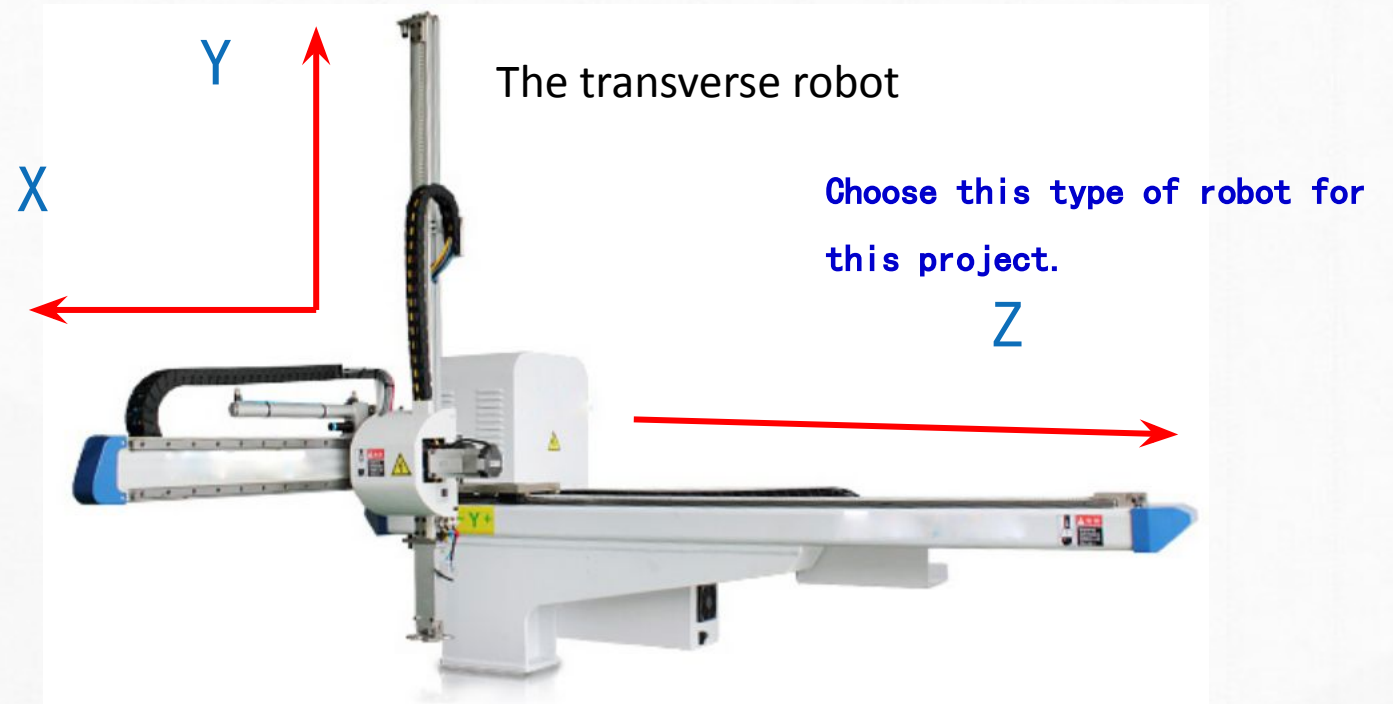 Y
The transverse robot
X
Choose this type of robot for
this project.
Z
- Y +